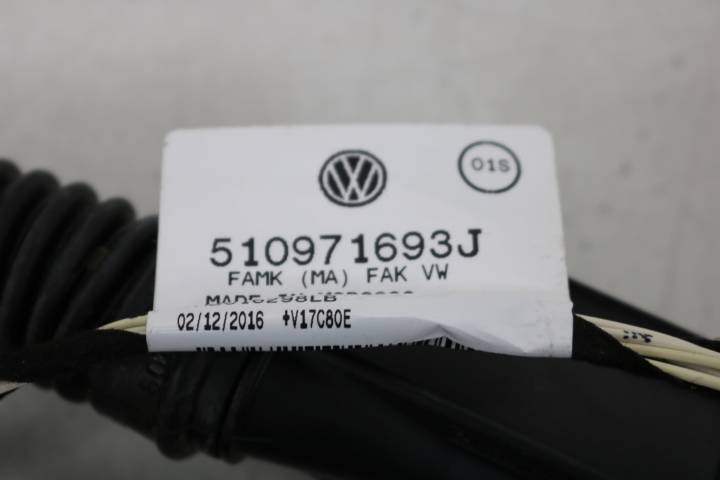 01S
510971693J
FAMK (MA) FAK VW
02/12/2016 +V17C80E